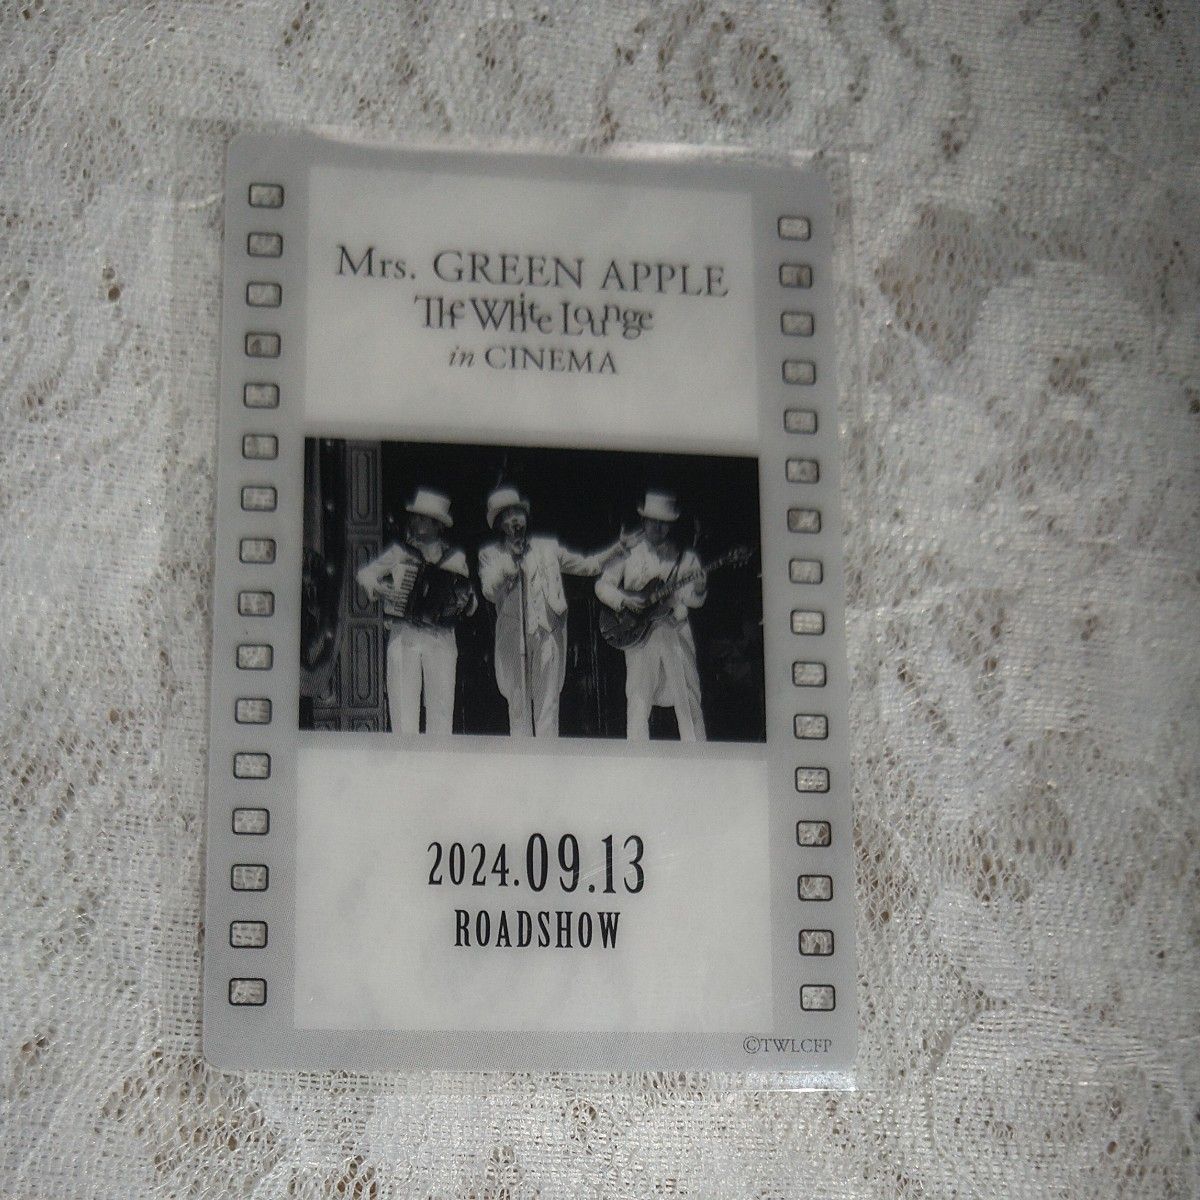 Mrs. GREEN APPLE
The White Lounge
in CINEMA
2024.09.13
ROADSHOW
©TWLCFP